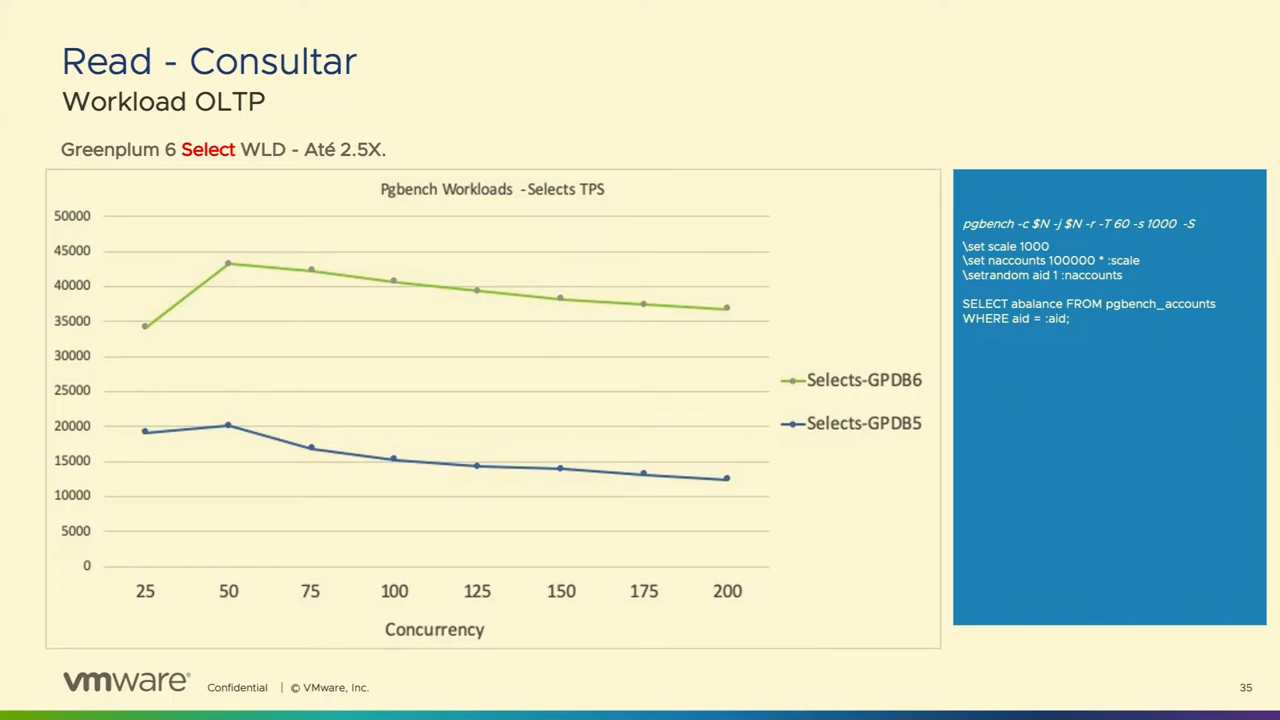 Read - Consultar
Workload OLTP
Greenplum 6 Select WLD - Até 2.5X.
Pgbench Workloads - Selects TPS
50000
45000
40000
35000
30000
25000
20000
15000
10000
5000
0
25 50 75 100 125 150 175 200
Concurrency
Selects-GPDB6
Selects-GPDB5
pgbench -c $N -j $N -r -T 60 -s 1000 -S
\set scale 1000
\set naccounts 100000 * :scale
\setrandom aid 1 :naccounts
SELECT abalance FROM pgbench_accounts
WHERE aid = :aid;
vmware® Confidential | © VMware, Inc. 35